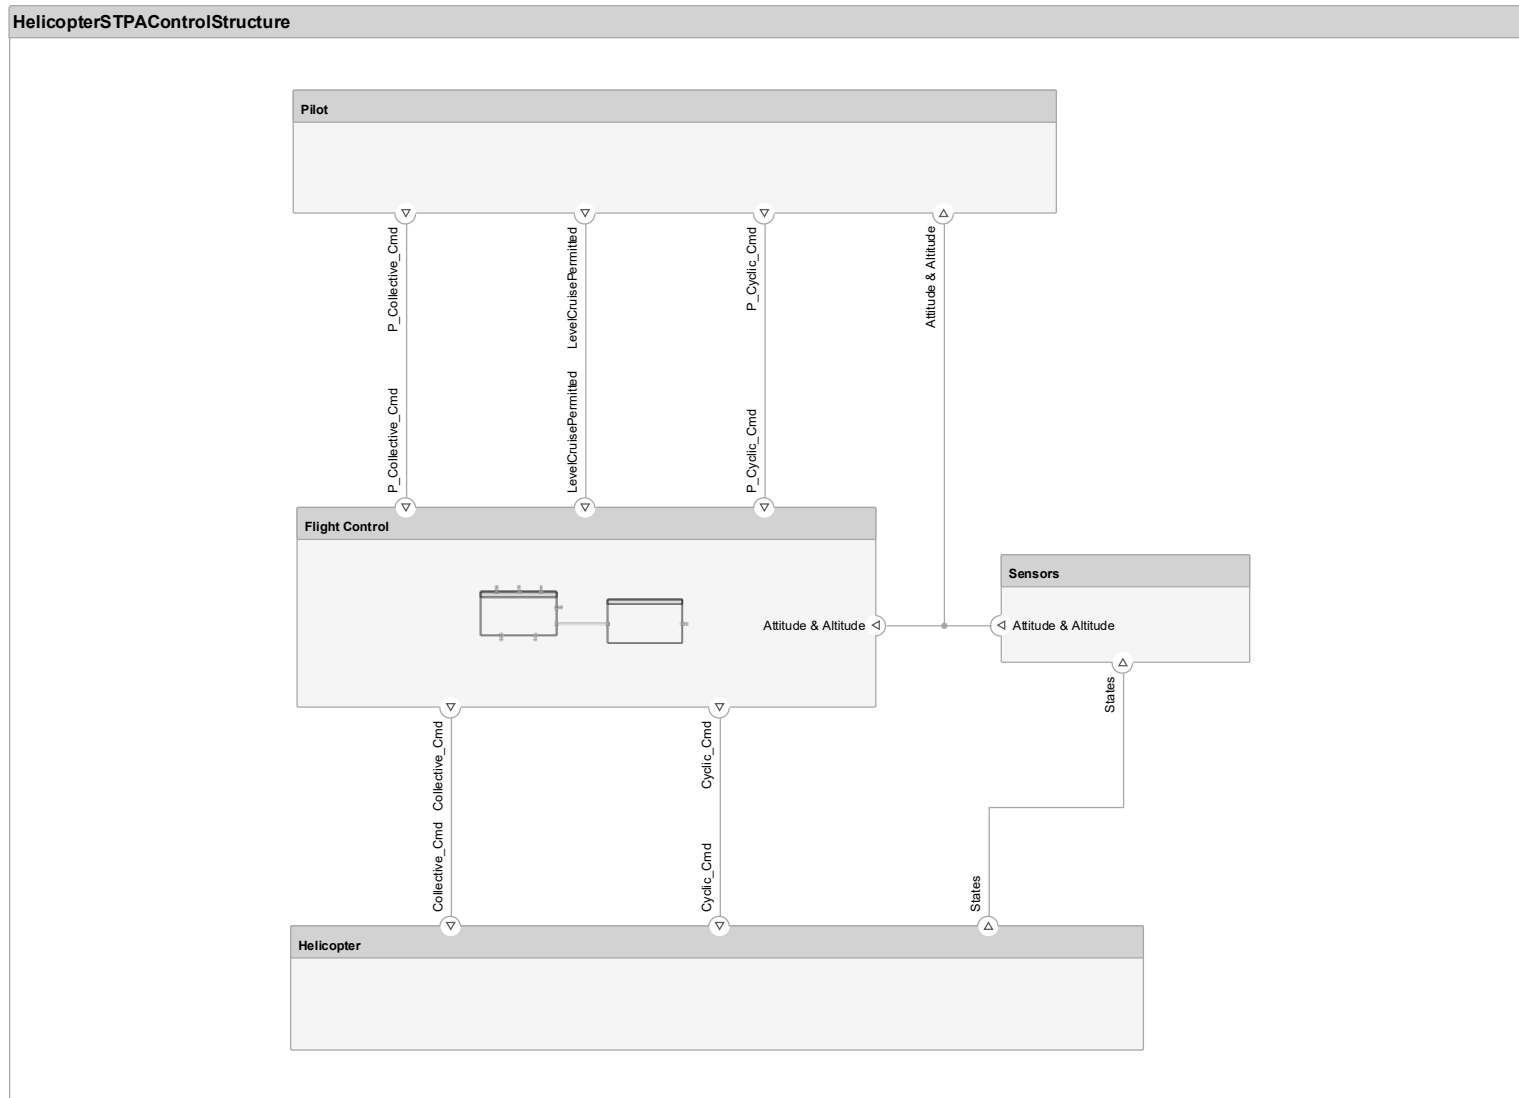 HelicopterSTPAControlStructure
Pilot
P_Collective_Cmd
LevelCruisePermitted
P_Cyclic_Cmd
Attitude & Altitude
P_Collective_Cmd
LevelCruisePermitted
P_Cyclic_Cmd
Flight Control
Sensors
Attitude & Altitude
Attitude & Altitude
States
Collective_Cmd
Cyclic_Cmd
Collective_Cmd
Cyclic_Cmd
States
Helicopter